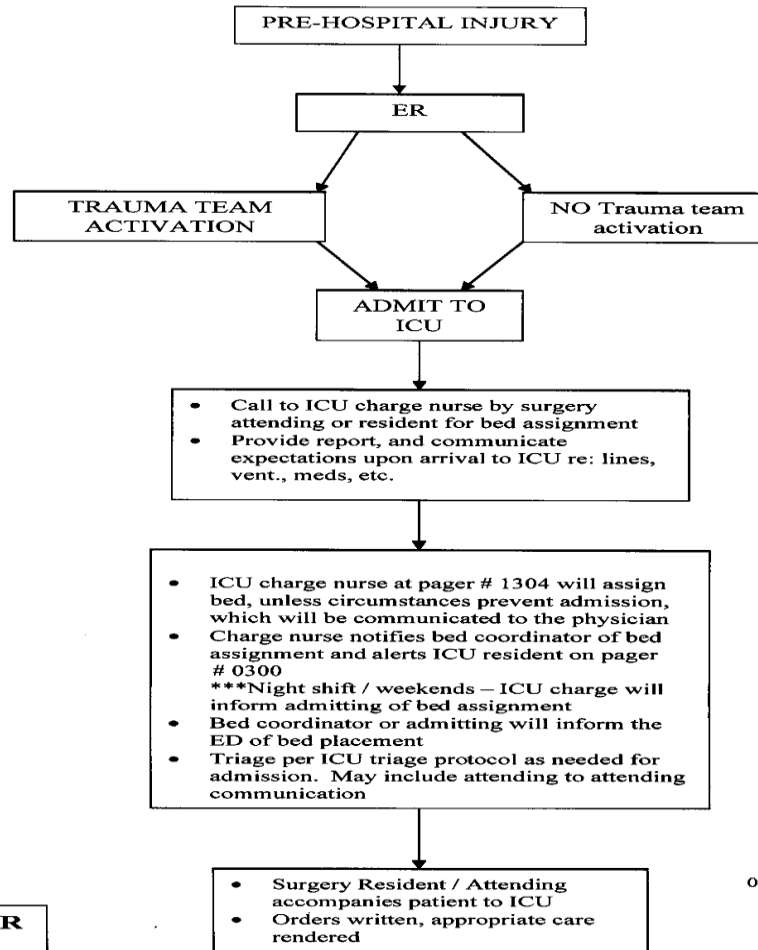 PRE-HOSPITAL INJURY
ER
TRAUMA TEAM
ACTIVATION
NO Trauma team
activation
ADMIT TO
ICU
• Call to ICU charge nurse by surgery
attending or resident for bed assignment
• Provide report, and communicate
expectations upon arrival to ICU re: lines,
vent., meds, etc.
• ICU charge nurse at pager # 1304 will assign
bed, unless circumstances prevent admission,
which will be communicated to the physician
• Charge nurse notifies bed coordinator of bed
assignment and alerts ICU resident on pager
# 0300
***Night shift / weekends – ICU charge will
inform admitting of bed assignment
• Bed coordinator or admitting will inform the
ED of bed placement
• Triage per ICU triage protocol as needed for
admission. May include attending to attending
communication
• Surgery Resident / Attending
accompanies patient to ICU
• Orders written, appropriate care
rendered